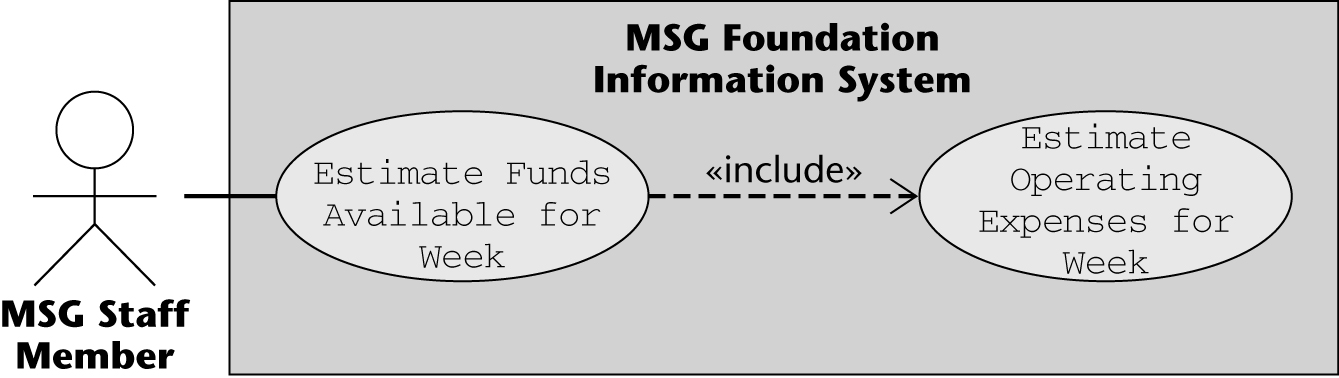 MSG Foundation
Information System
Estimate Funds
Available for
Week
«include»
Estimate
Operating
Expenses for
Week
MSG Staff
Member